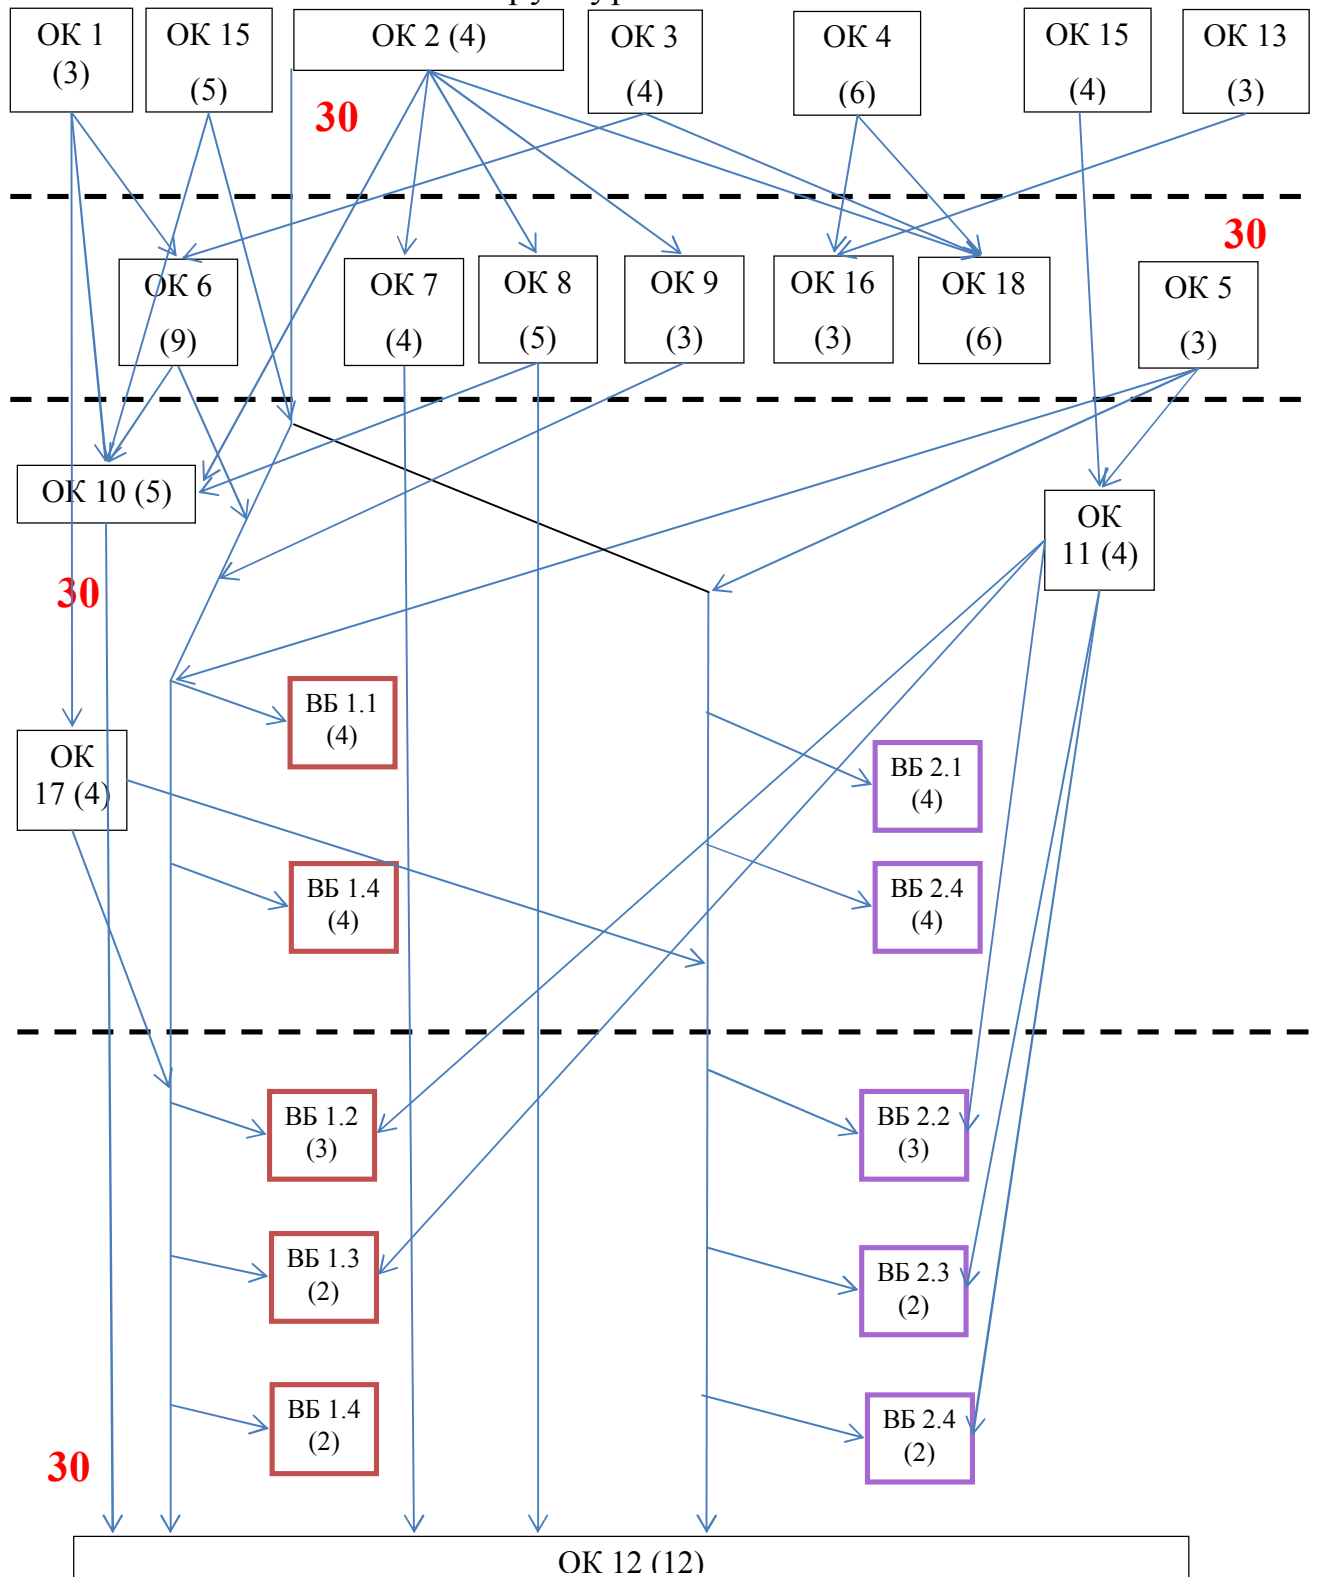 ОК 1
(3)
ОК 15
(5)
ОК 2 (4)
ОК 3
(4)
ОК 4
(6)
ОК 15
(4)
ОК 13
(3)
30
30
ОК 6
(9)
ОК 7
(4)
ОК 8
(5)
ОК 9
(3)
ОК 16
(3)
ОК 18
(6)
ОК 5
(3)
ОК 10 (5)
ОК
11 (4)
30
ВБ 1.1
(4)
ОК
17 (4)
ВБ 2.1
(4)
ВБ 1.4
(4)
ВБ 2.4
(4)
ВБ 1.2
(3)
ВБ 2.2
(3)
ВБ 1.3
(2)
ВБ 2.3
(2)
ВБ 1.4
(2)
ВБ 2.4
(2)
30
ОК 12 (12)